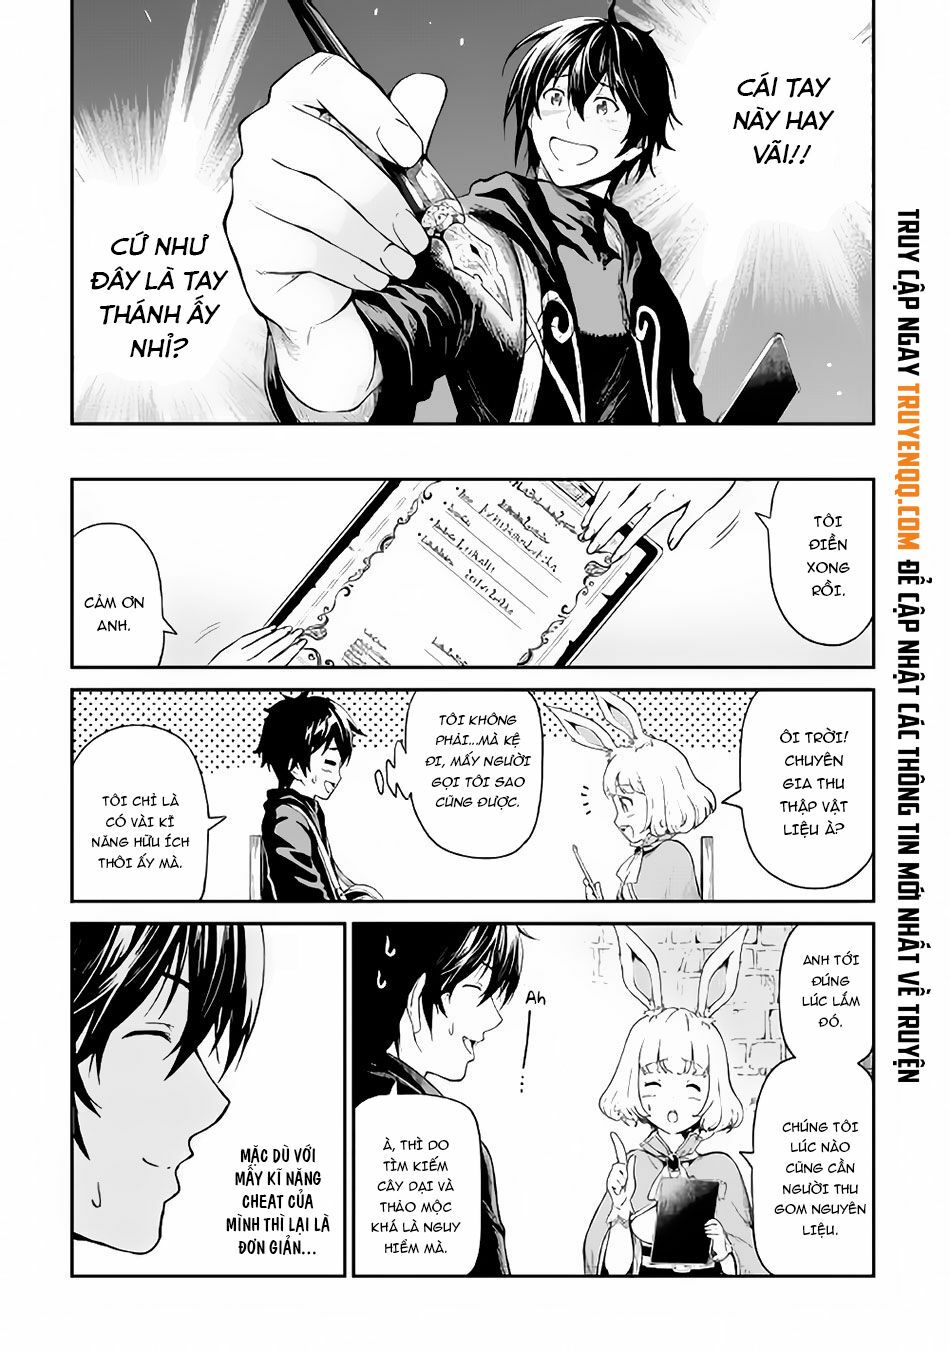 CÁI TAY
NÀY HAY
VÃI!!
CỨ NHƯ
ĐÂY LÀ TAY
THÁNH ẤY
NHỈ?
TÔI
ĐIỀN
XONG
RỒI.
CẢM ƠN
ANH.
ÔI TRỜI!
CHUYÊN
GIA THU
THẬP VẬT
LIỆU À?
TÔI KHÔNG
PHẢI...MÀ KỆ
ĐI, MẤY NGƯỜI
GỌI TÔI SAO
CŨNG ĐƯỢC.
TÔI CHỈ LÀ
CÓ VÀI KĨ
NĂNG HỮU ÍCH
THÔI ẤY MÀ.
ANH TỚI
ĐÚNG
LÚC LẮM
ĐÓ.
CHÚNG TÔI
LÚC NÀO
CŨNG CẦN
NGƯỜI THU
GOM NGUYÊN
LIỆU.
Ah
...
À, THÌ DO
TÌM KIẾM
CÂY DẠI VÀ
THẢO MỘC
KHÁ LÀ NGUY
HIỂM MÀ.
MẶC DÙ VỚI
MẤY KĨ NĂNG
CHEAT CỦA
MÌNH THÌ LẠI LÀ
ĐƠN GIẢN...
TRUY CẬP NGAY TRUYENQQ.COM ĐỂ CẬP NHẬT CÁC THÔNG TIN MỚI NHẤT VỀ TRUYỆN